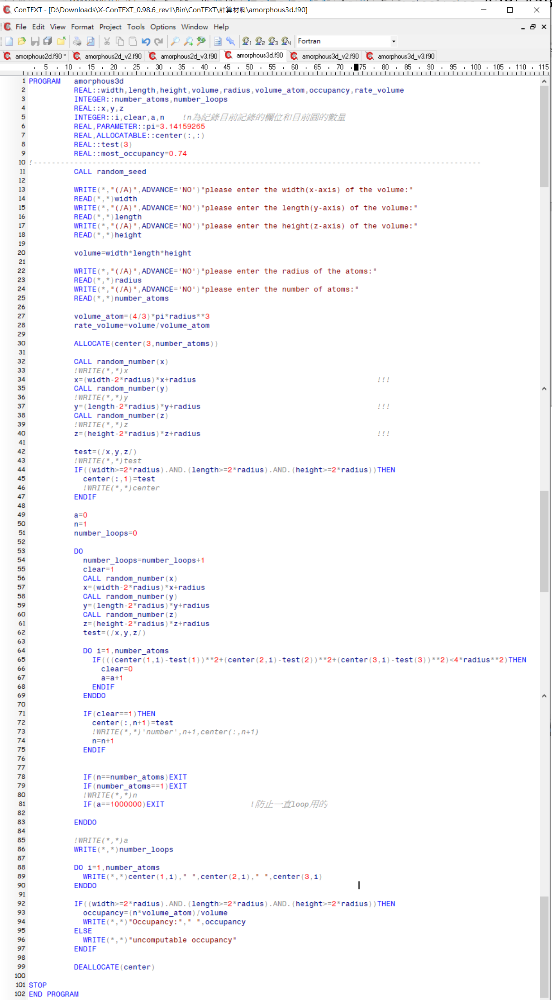 ConTEXT - [D:\Downloads\X-ConTEXT_0.98.6_rev1\Bin\ConTEXT\計算材料\amorphous3d.f90]
File Edit View Format Project Tools Options Window Help
1 2 3 4 Fortran
amorphous2d.f90 * amorphous2d_v2.f90 amorphous2d_v3.f90 amorphous3d.f90 amorphous3d_v2.f90 amorphous3d_v3.f90
5 10 15 20 25 30 35 40 45 50 55 60 65 70 75 80 85 90 95 100 105 110 115
1 PROGRAM amorphous3d
2 REAL::width,length,height,volume,radius,volume_atom,occupancy,rate_volume
3 INTEGER::number_atoms,number_loops
4 REAL::x,y,z
5 INTEGER::i,clear,a,n !n為紀錄目前記錄的欄位和目前圓的數量
6 REAL,PARAMETER::pi=3.14159265
7 REAL,ALLOCATABLE::center(:,:)
8 REAL::test(3)
9 REAL::most_occupancy=0.74
10 !---------------------------------------------------------------------------------------------------
11 CALL random_seed
12
13 WRITE(*,"(/A)",ADVANCE='NO')"please enter the width(x-axis) of the volume:"
14 READ(*,*)width
15 WRITE(*,"(/A)",ADVANCE='NO')"please enter the length(y-axis) of the volume:"
16 READ(*,*)length
17 WRITE(*,"(/A)",ADVANCE='NO')"please enter the height(z-axis) of the volume:"
18 READ(*,*)height
19
20 volume=width*length*height
21
22 WRITE(*,"(/A)",ADVANCE='NO')"please enter the radius of the atoms:"
23 READ(*,*)radius
24 WRITE(*,"(/A)",ADVANCE='NO')"please enter the number of atoms:"
25 READ(*,*)number_atoms
26
27 volume_atom=(4/3)*pi*radius**3
28 rate_volume=volume/volume_atom
29
30 ALLOCATE(center(3,number_atoms))
31
32 CALL random_number(x)
33 !WRITE(*,*)x
34 x=(width-2*radius)*x+radius !!!
35 CALL random_number(y)
36 !WRITE(*,*)y
37 y=(length-2*radius)*y+radius !!!
38 CALL random_number(z)
39 !WRITE(*,*)z
40 z=(height-2*radius)*z+radius !!!
41
42 test=(/x,y,z/)
43 !WRITE(*,*)test
44 IF((width>=2*radius).AND.(length>=2*radius).AND.(height>=2*radius))THEN
45 center(:,1)=test
46 !WRITE(*,*)center
47 ENDIF
48
49 a=0
50 n=1
51 number_loops=0
52
53 DO
54 number_loops=number_loops+1
55 clear=1
56 CALL random_number(x)
57 x=(width-2*radius)*x+radius
58 CALL random_number(y)
59 y=(length-2*radius)*y+radius
60 CALL random_number(z)
61 z=(height-2*radius)*z+radius
62 test=(/x,y,z/)
63
64 DO i=1,number_atoms
65 IF(((center(1,i)-test(1))**2+(center(2,i)-test(2))**2+(center(3,i)-test(3))**2)<4*radius**2)THEN
66 clear=0
67 a=a+1
68 ENDIF
69 ENDDO
70
71 IF(clear==1)THEN
72 center(:,n+1)=test
73 !WRITE(*,*)'number',n+1,center(:,n+1)
74 n=n+1
75 ENDIF
76
77
78 IF(n==number_atoms)EXIT
79 IF(number_atoms==1)EXIT
80 !WRITE(*,*)n
81 IF(a==1000000)EXIT !防止一直loop用的
82
83 ENDDO
84
85 !WRITE(*,*)a
86 WRITE(*,*)number_loops
87
88 DO i=1,number_atoms
89 WRITE(*,*)center(1,i)," ",center(2,i)," ",center(3,i)
90 ENDDO
91
92 IF((width>=2*radius).AND.(length>=2*radius).AND.(height>=2*radius))THEN
93 occupancy=(n*volume_atom)/volume
94 WRITE(*,*)"Occupancy:"," ",occupancy
95 ELSE
96 WRITE(*,*)"uncomputable occupancy"
97 ENDIF
98
99 DEALLOCATE(center)
100
101 STOP
102 END PROGRAM